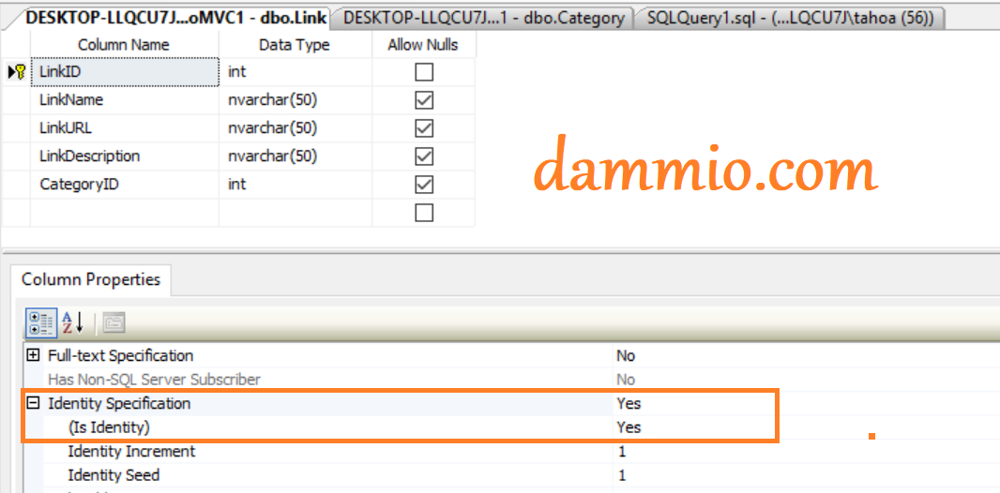 DESKTOP-LLQCU7J...oMVC1 - dbo.Link DESKTOP-LLQCU7J...1 - dbo.Category SQLQuery1.sql - (...LQCU7J\tahoa (56))
Column Name Data Type Allow Nulls
LinkID int
LinkName nvarchar(50)
LinkURL nvarchar(50)
LinkDescription nvarchar(50)
CategoryID int
dammio.com
Column Properties
A
Z
Full-text Specification No
Has Non-SQL Server Subscriber No
Identity Specification Yes
(Is Identity) Yes
Identity Increment 1
Identity Seed 1